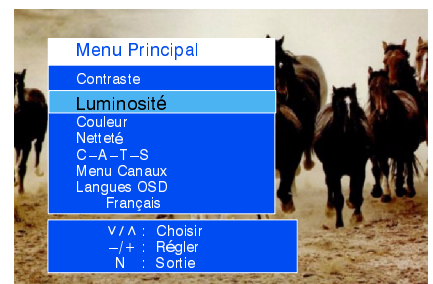 Menu Principal
Contraste
Luminosité
Couleur
Netteté
C-A-T-S
Menu Canaux
Langues OSD
Français
∨/∧ : Choisir
–/+ : Régler
N : Sortie